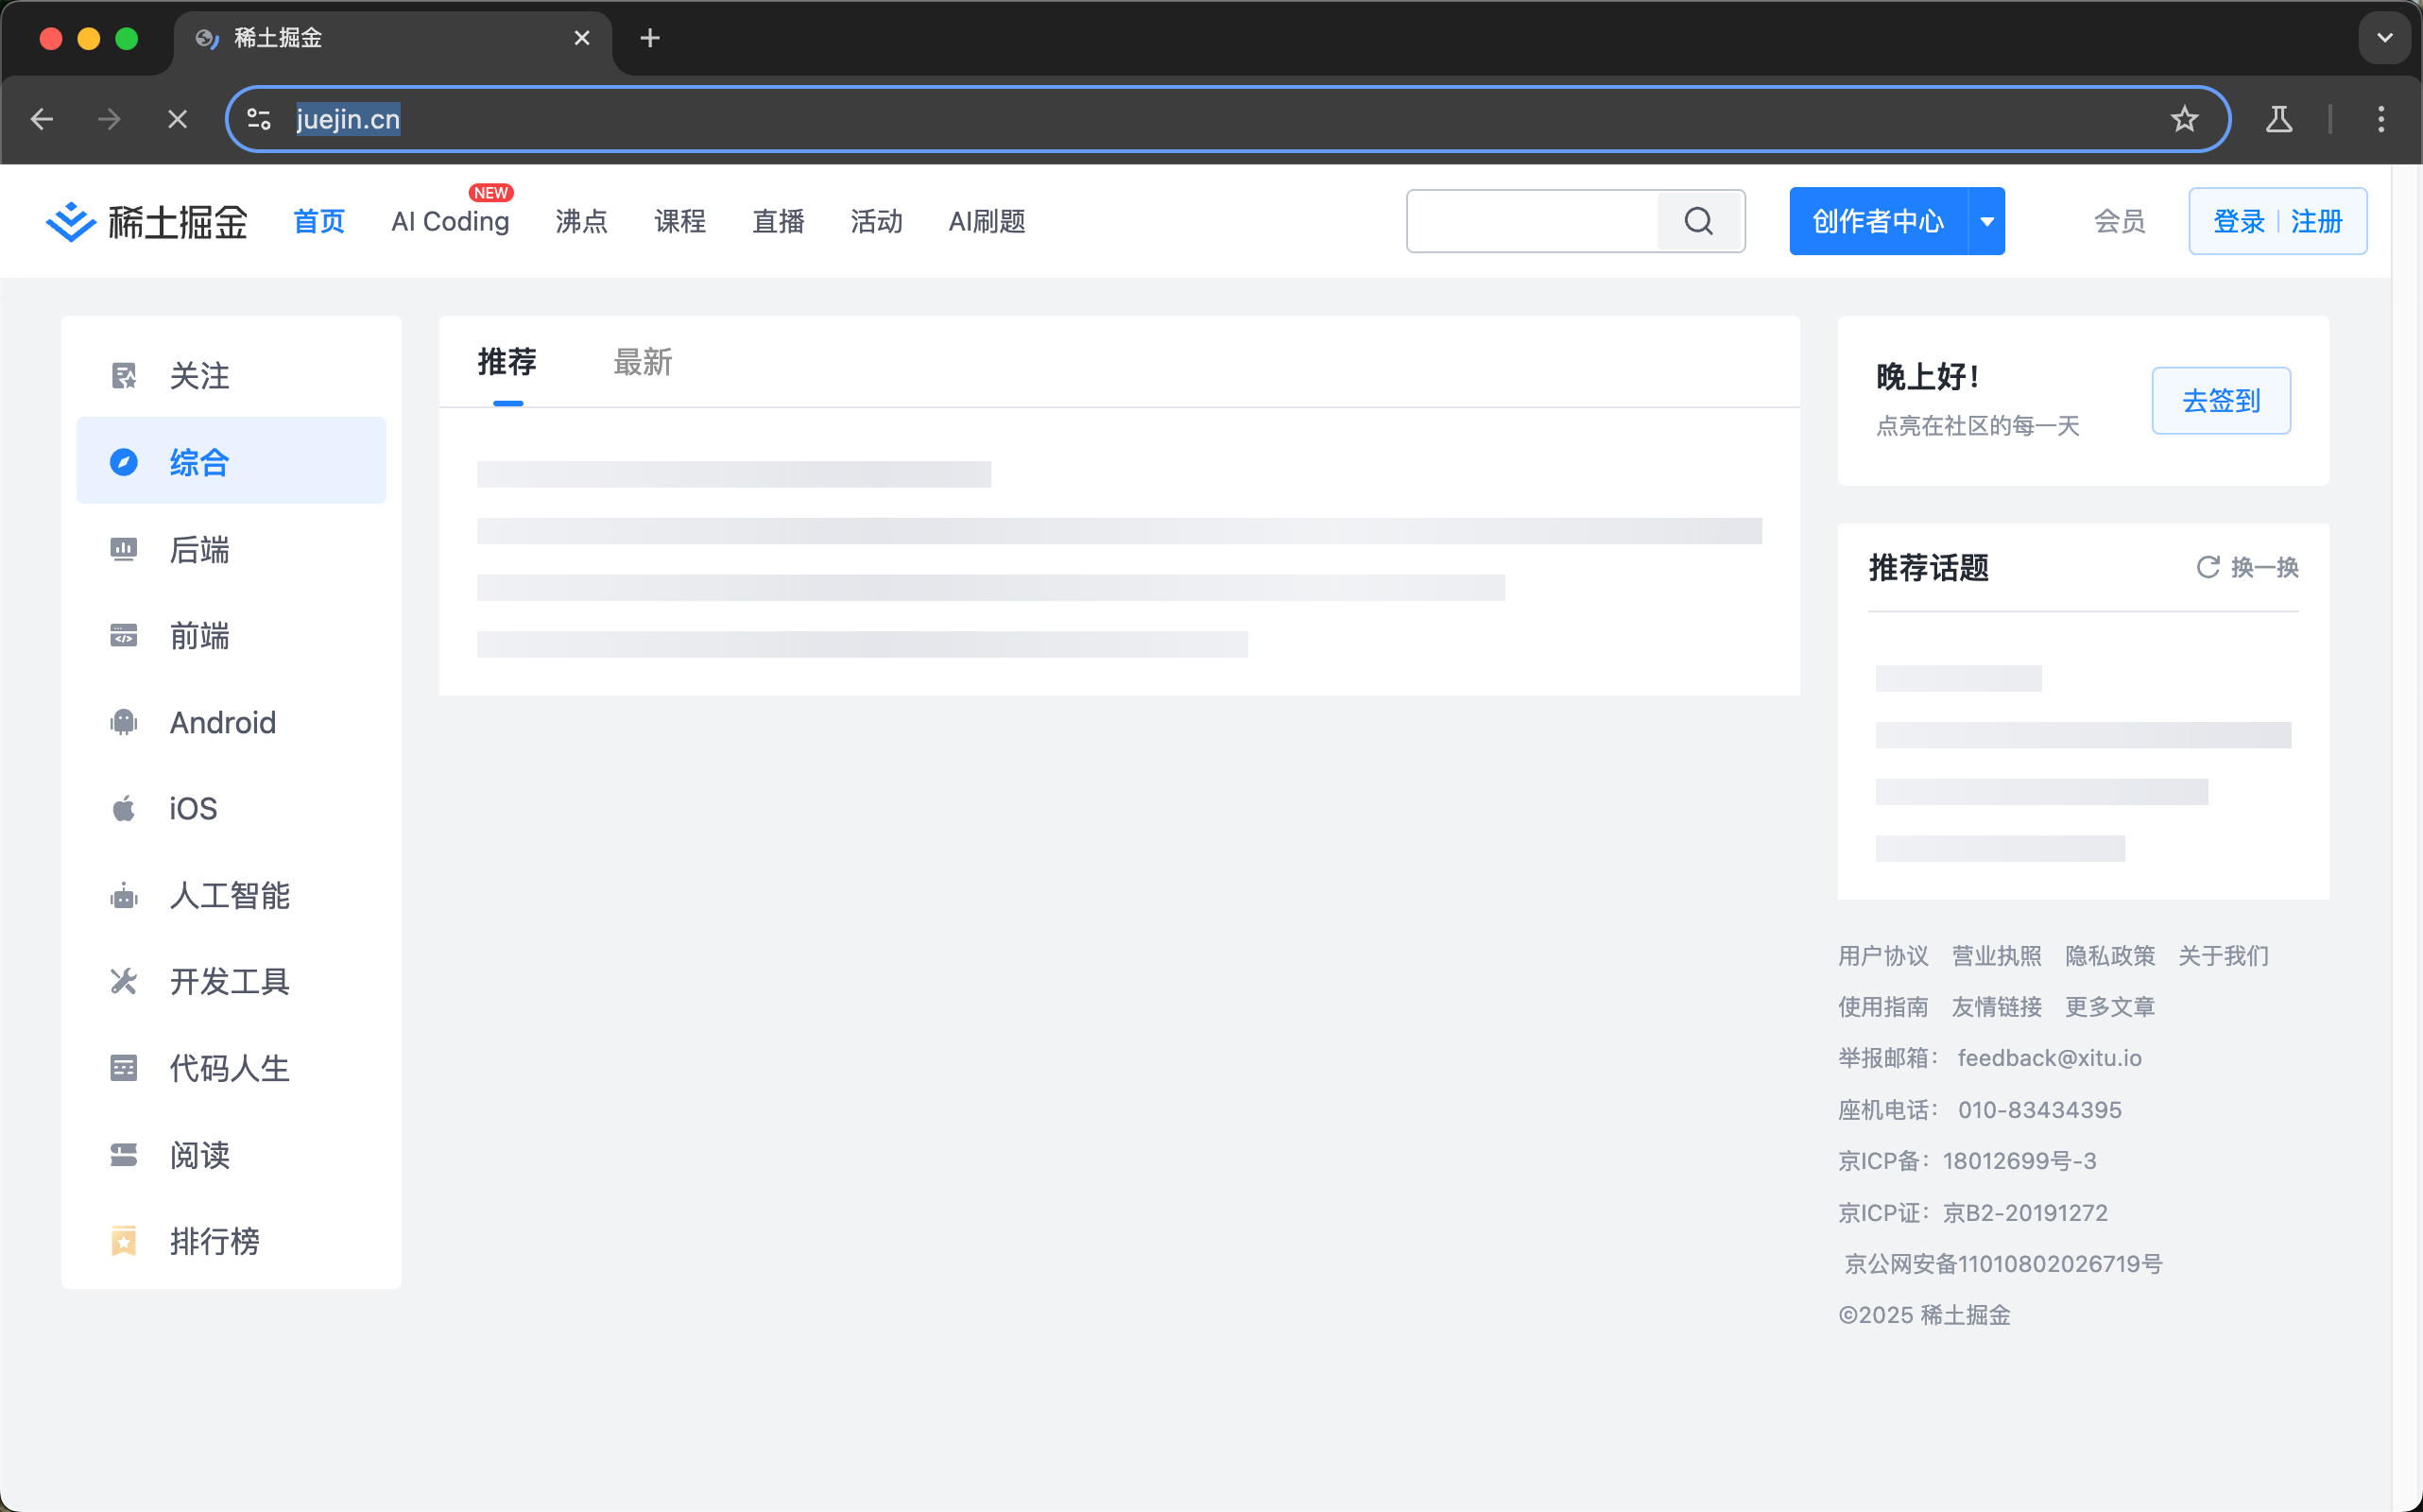 稀土掘金
juejin.cn
稀土掘金 首页 AI Coding NEW 沸点 课程 直播 活动 AI刷题 创作者中心 会员 登录 注册
关注
综合
后端
前端
Android
iOS
人工智能
开发工具
代码人生
阅读
排行榜
推荐 最新
晚上好！
点亮在社区的每一天
去签到
推荐话题 换一换
用户协议 营业执照 隐私政策 关于我们
使用指南 友情链接 更多文章
举报邮箱： feedback@xitu.io
座机电话： 010-83434395
京ICP备：18012699号-3
京ICP证：京B2-20191272
京公网安备11010802026719号
©2025 稀土掘金